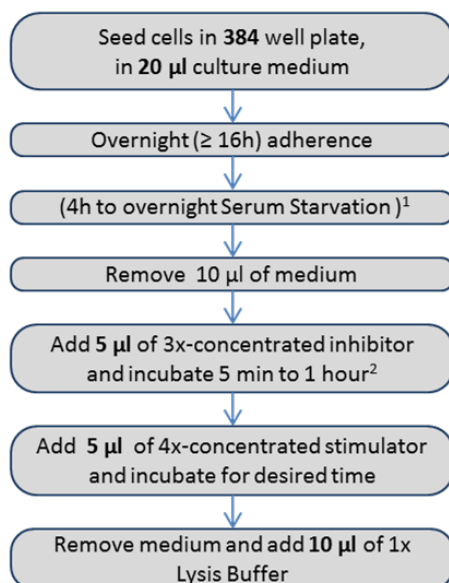 Seed cells in 384 well plate,
in 20 µl culture medium
Overnight (≥ 16h) adherence
(4h to overnight Serum Starvation )¹
Remove 10 µl of medium
Add 5 µl of 3x-concentrated inhibitor
and incubate 5 min to 1 hour²
Add 5 µl of 4x-concentrated stimulator
and incubate for desired time
Remove medium and add 10 µl of 1x
Lysis Buffer